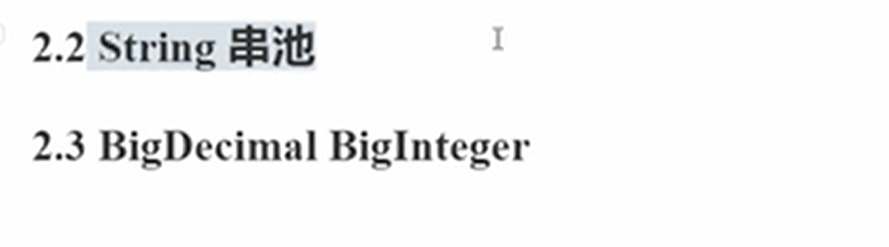 2.2 String 串池
2.3 BigDecimal BigInteger